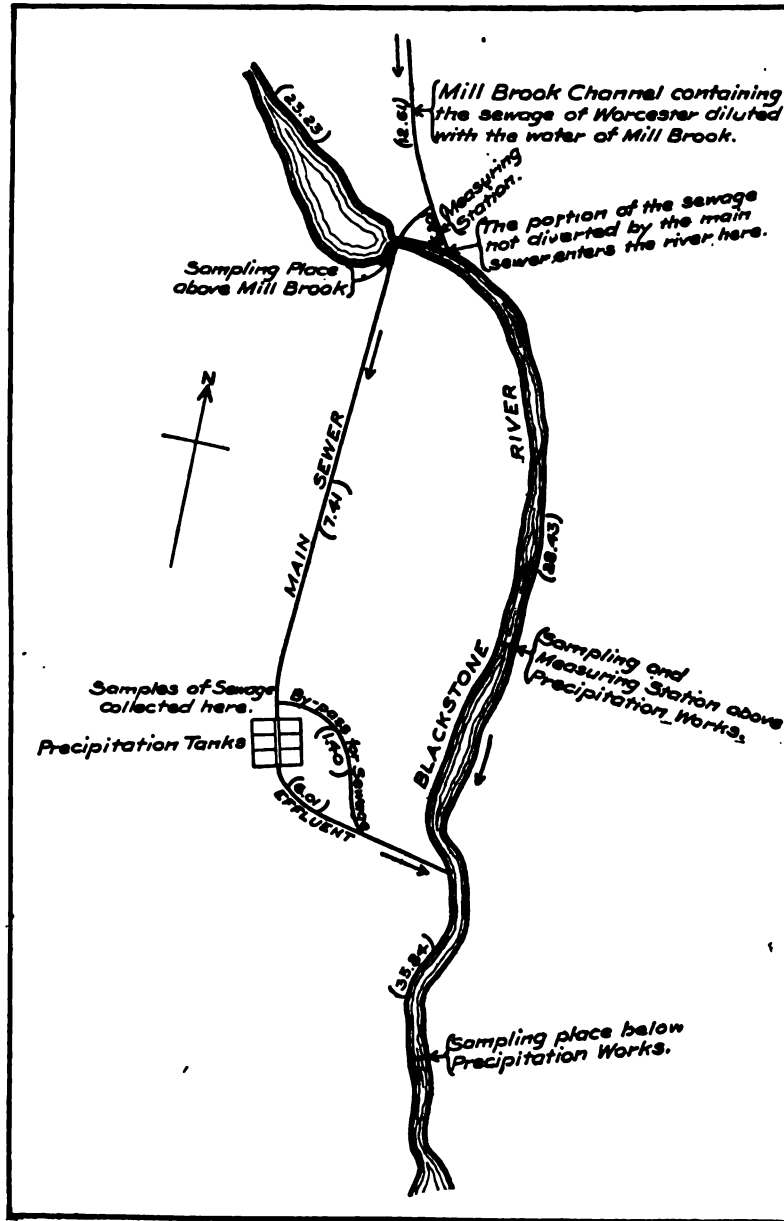 (23.23)
(12.61)
Mill Brook Channel containing
the sewage of Worcester diluted
with the water of Mill Brook.
Measuring
Station.
The portion of the sewage
not diverted by the main
sewer, enters the river here.
Sampling Place
above Mill Brook
N
MAIN SEWER
(7.41)
RIVER
(28.43)
BLACKSTONE
Sampling and
Measuring Station above
Precipitation Works.
Samples of Sewage
collected here.
Precipitation Tanks
By-pass for Sewage
(1.40)
(6.01)
EFFLUENT
(35.84)
Sampling place below
Precipitation Works.